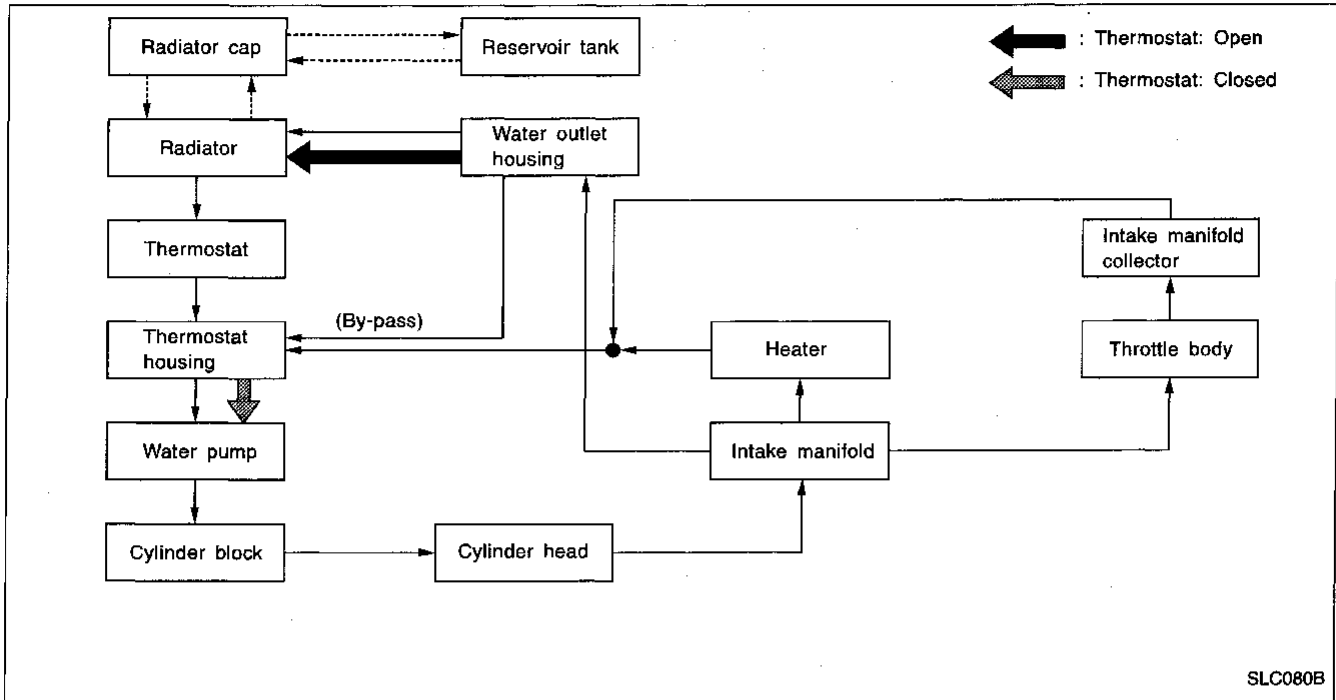 Radiator cap
Reservoir tank
: Thermostat: Open
: Thermostat: Closed
Radiator
Water outlet
housing
Thermostat
Intake manifold
collector
(By-pass)
Thermostat
housing
Heater
Throttle body
Water pump
Intake manifold
Cylinder block
Cylinder head
SLC080B